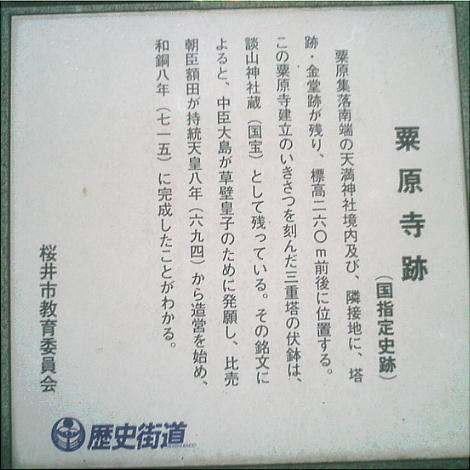 粟原寺跡
(国指定史跡)
粟原集落南端の天満神社境内及び、隣接地に、塔
跡・金堂跡が残り、標高二六〇m前後に位置する。
この粟原寺建立のいきさつを刻んだ三重塔の伏鉢は、
談山神社蔵(国宝)として残っている。その銘文に
よると、中臣大島が草壁皇子のために発願し、比売
朝臣額田が持統天皇八年(六九四)から造営を始め、
和銅八年(七一五)に完成したことがわかる。
桜井市教育委員会
歴史街道